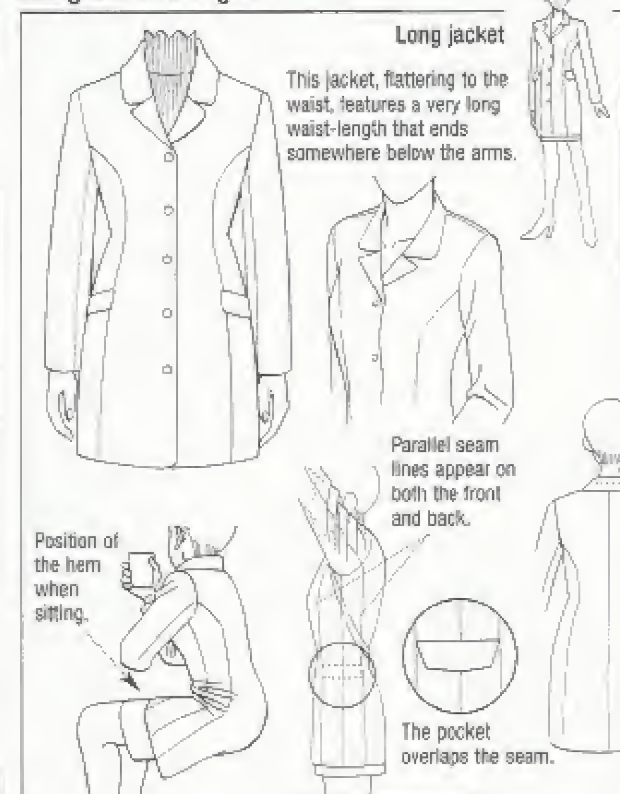 Long jacket
This jacket, flattering to the
waist, features a very long
waist-length that ends
somewhere below the arms.
Parallel seam
lines appear on
both the front
and back.
Position of
the hem
when
sitting.
The pocket
overlaps the seam.